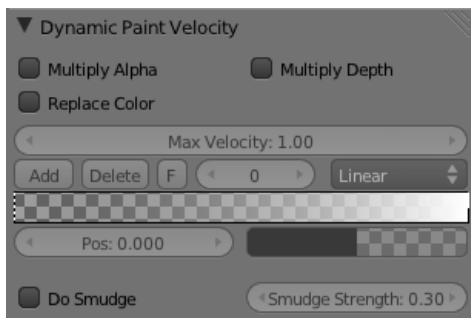 Dynamic Paint Velocity
Multiply Alpha Multiply Depth
Replace Color
Max Velocity: 1.00
Add Delete F 0 Linear
Pos: 0.000
Do Smudge Smudge Strength: 0.30